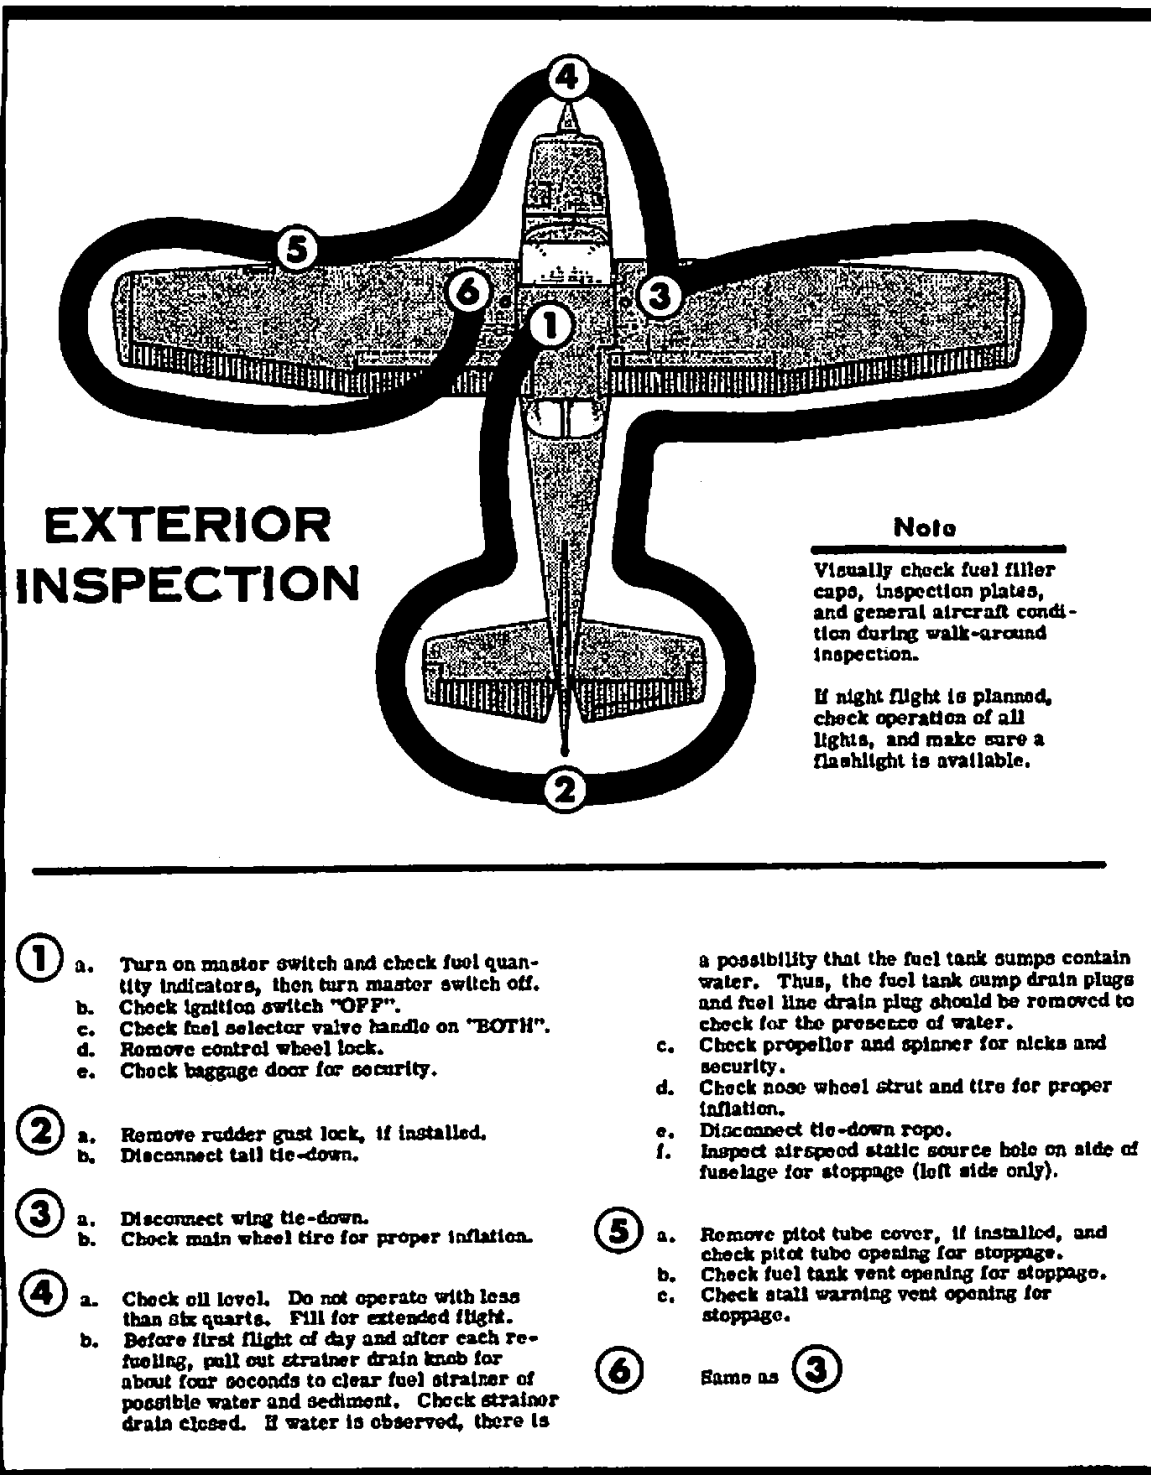 4
5
6
3
1
EXTERIOR
INSPECTION
2
Note
Visually check fuel filler
caps, inspection plates,
and general aircraft condi-
tion during walk-around
inspection.
If night flight is planned,
check operation of all
lights, and make sure a
flashlight is available.
1 a. Turn on master switch and check fuel quan-
tity indicators, then turn master switch off.
b. Check ignition switch "OFF".
c. Check fuel selector valve handle on "BOTH".
d. Remove control wheel lock.
e. Check baggage door for security.
2 a. Remove rudder gust lock, if installed.
b. Disconnect tail tie-down.
3 a. Disconnect wing tie-down.
b. Check main wheel tire for proper inflation.
4 a. Check oil level. Do not operate with less
than six quarts. Fill for extended flight.
b. Before first flight of day and after each re-
fueling, pull out strainer drain knob for
about four seconds to clear fuel strainer of
possible water and sediment. Check strainer
drain closed. If water is observed, there is
a possibility that the fuel tank sumps contain
water. Thus, the fuel tank sump drain plugs
and fuel line drain plug should be removed to
check for the presence of water.
c. Check propeller and spinner for nicks and
security.
d. Check nose wheel strut and tire for proper
inflation.
e. Disconnect tie-down rope.
f. Inspect airspeed static source hole on side of
fuselage for stoppage (left side only).
5 a. Remove pitot tube cover, if installed, and
check pitot tube opening for stoppage.
b. Check fuel tank vent opening for stoppage.
c. Check stall warning vent opening for
stoppage.
6 Same as 3